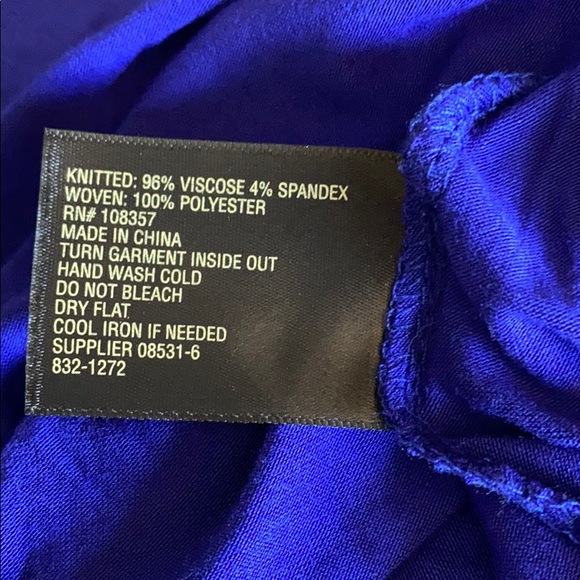 KNITTED: 96% VISCOSE 4% SPANDEX
WOVEN: 100% POLYESTER
RN# 108357
MADE IN CHINA
TURN GARMENT INSIDE OUT
HAND WASH COLD
DO NOT BLEACH
DRY FLAT
COOL IRON IF NEEDED
SUPPLIER 08531-6
832-1272